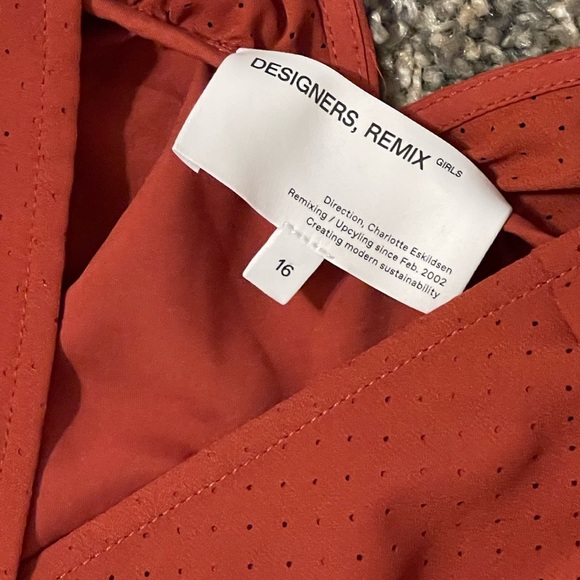 DESIGNERS, REMIX GIRLS
Direction, Charlotte Eskildsen
Remixing / Upcyling since Feb. 2002
Creating modern sustainability
16